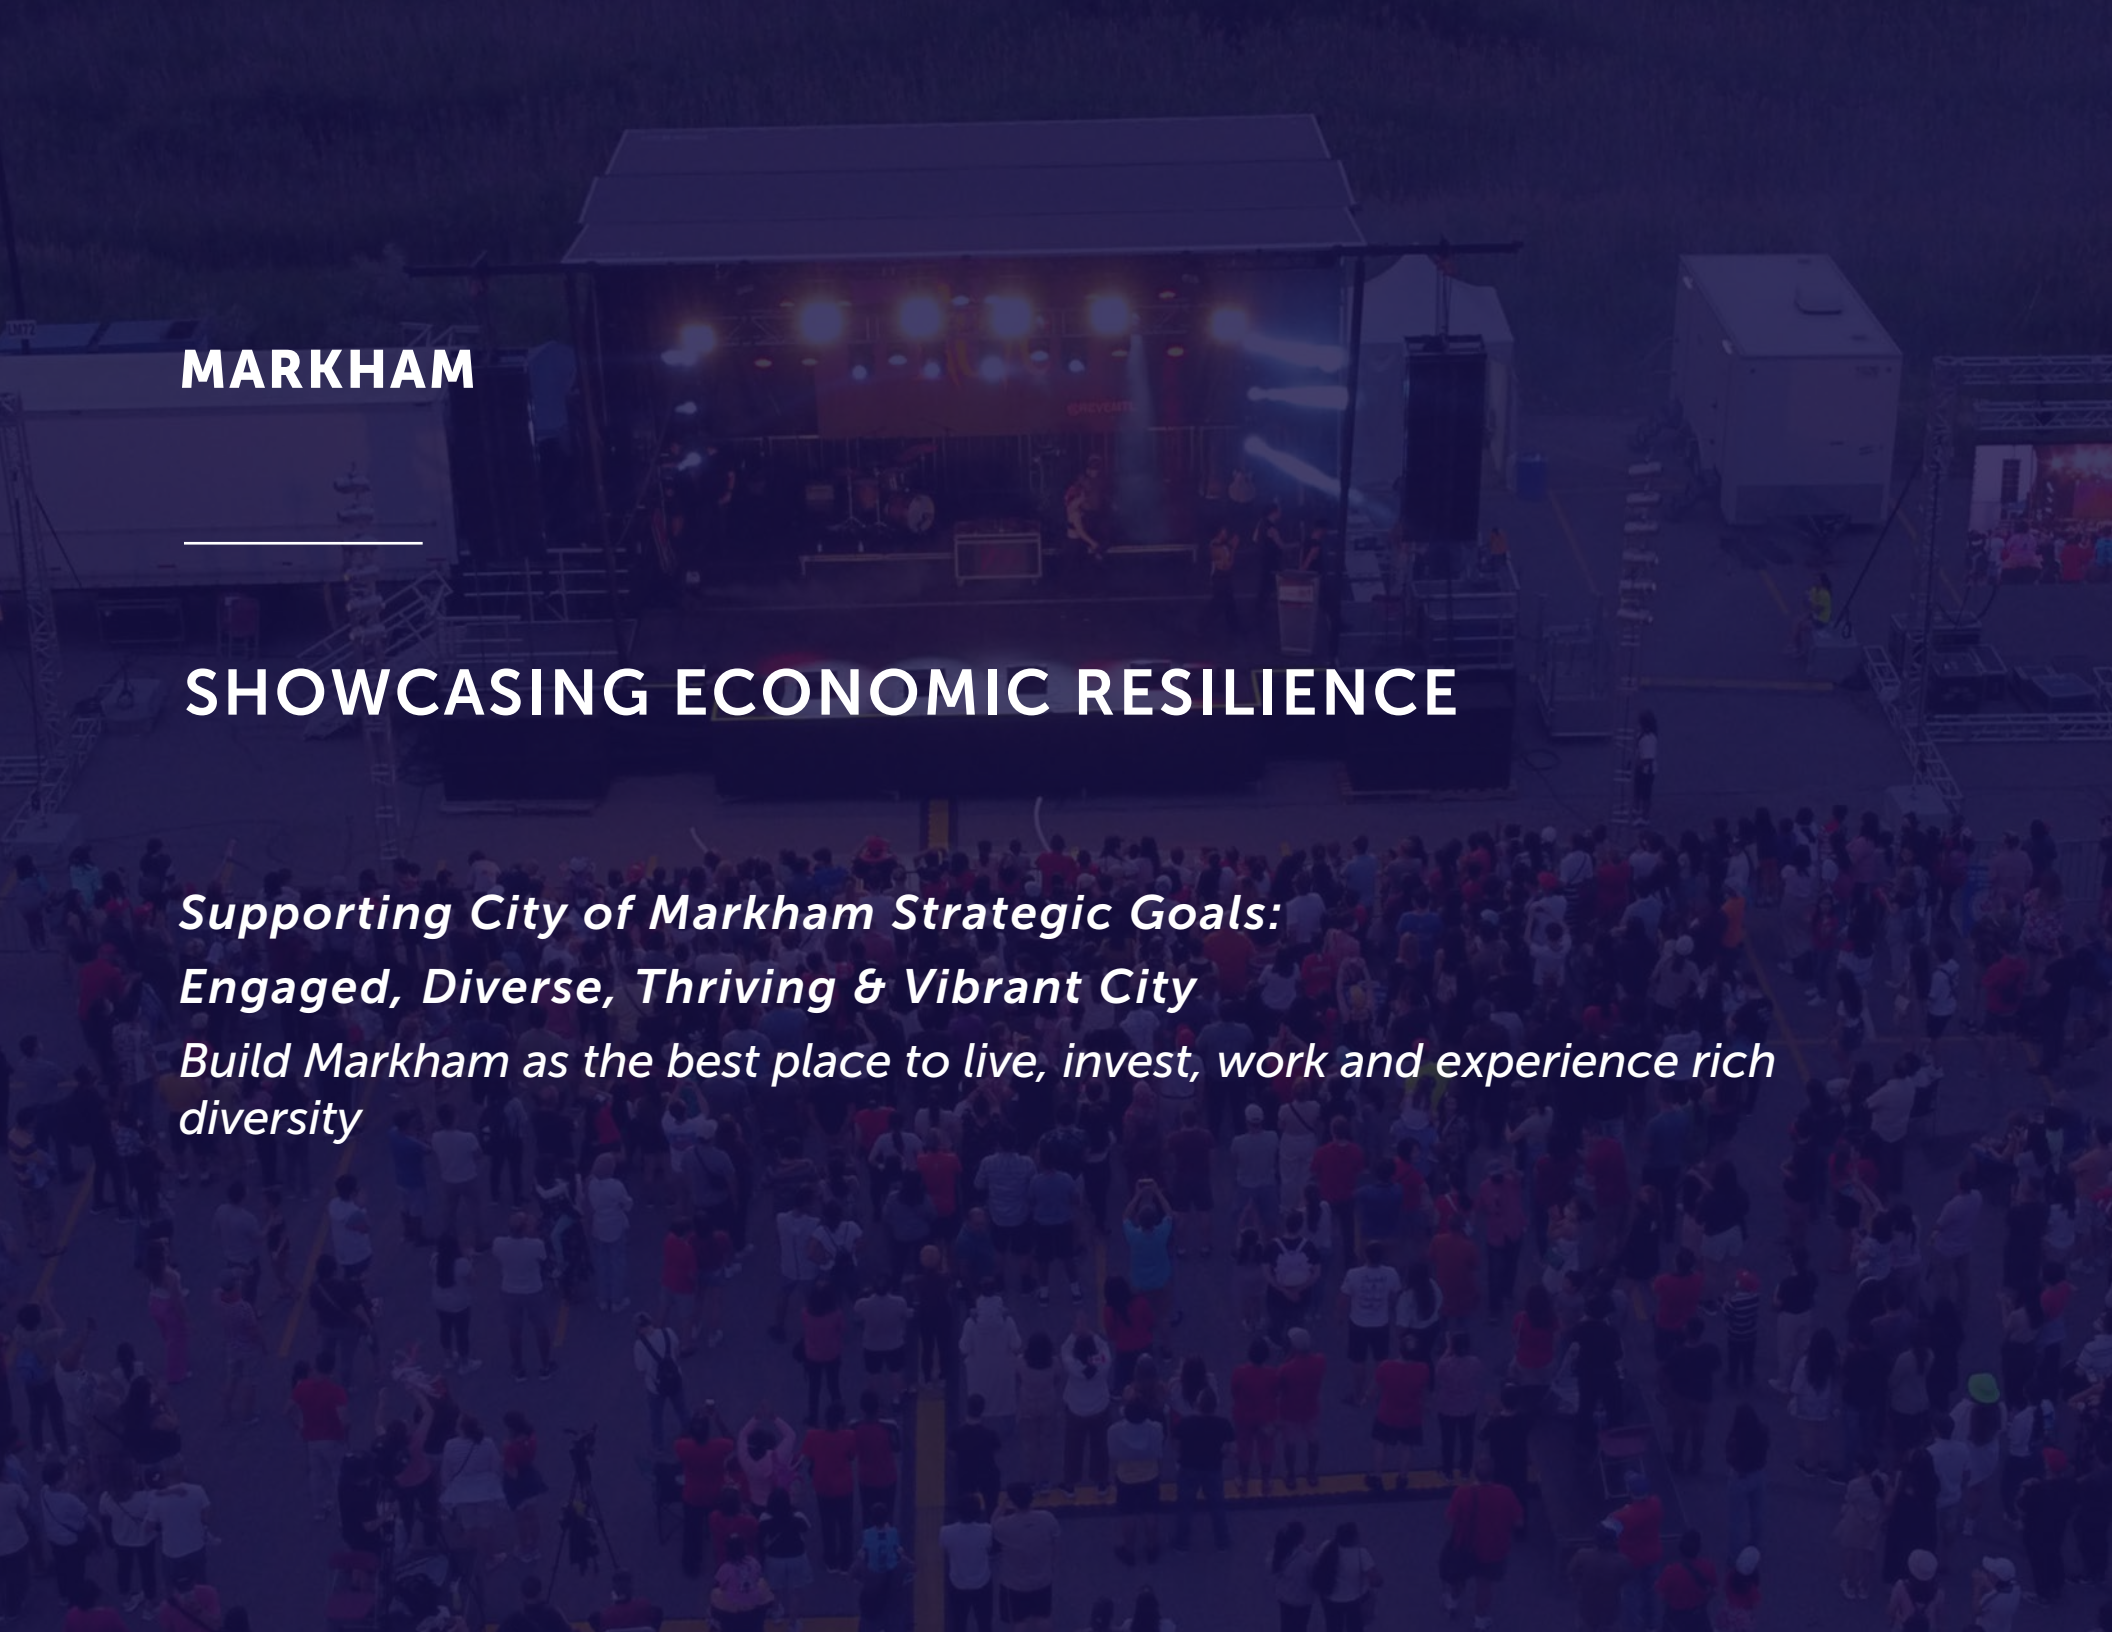 MARKHAM
SHOWCASING ECONOMIC RESILIENCE
Supporting City of Markham Strategic Goals:
Engaged, Diverse, Thriving & Vibrant City
Build Markham as the best place to live, invest, work and experience rich
diversity